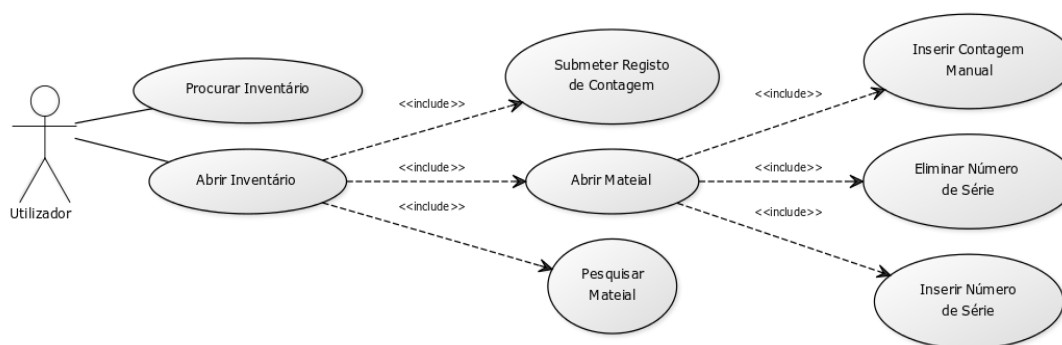 Utilizador
Procurar Inventário
Abrir Inventário
<<include>>
<<include>>
<<include>>
Submeter Registo
de Contagem
Abrir Mateial
Pesquisar
Mateial
<<include>>
<<include>>
<<include>>
Inserir Contagem
Manual
Eliminar Número
de Série
Inserir Número
de Série